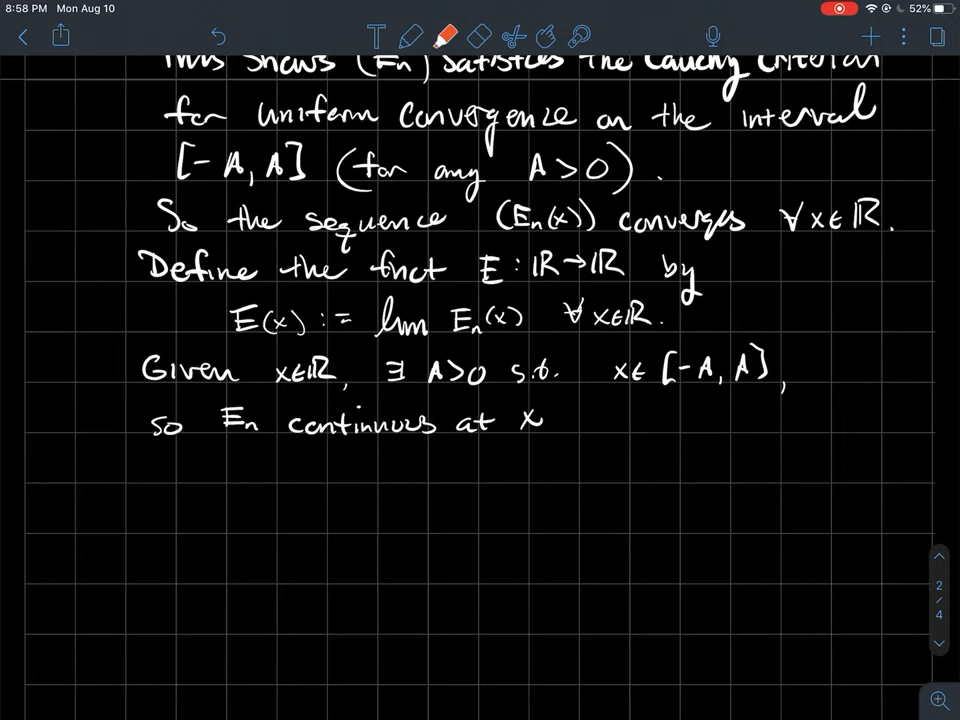 8:58 PM Mon Aug 10
52%
This shows (En) satisfies the Cauchy Criterion
for uniform convergence on the interval
[-A, A] (for any A > 0).
So the sequence (En(x)) converges ∀ x ∈ ℝ.
Define the fnct E : ℝ → ℝ by
E(x) := lim En(x) ∀ x ∈ ℝ.
Given x ∈ ℝ, ∃ A > 0 s.t. x ∈ [-A, A],
so En continuous at x
2
/
4